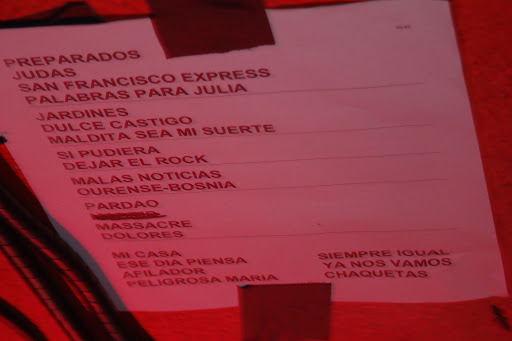 PREPARADOS
JUDAS
SAN FRANCISCO EXPRESS
PALABRAS PARA JULIA
JARDINES
DULCE CASTIGO
MALDITA SEA MI SUERTE
SI PUDIERA
DEJAR EL ROCK
MALAS NOTICIAS
OURENSE-BOSNIA
PARDAO
MASSACRE
DOLORES
MI CASA
ESE DIA PIENSA
AFILADOR
PELIGROSA MARIA
SIEMPRE IGUAL
YA NOS VAMOS
CHAQUETAS